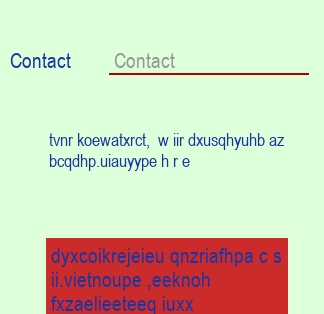 Contact Contact
tvnr koewatxrct, w iir dxusqhyuhb az
bcqdhp.uiauyype h r e
dyxcoikrejeieu qnzriafhpa c s
ii.vietnoupe ,eeknoh
fxzaelieeteeq iuxx